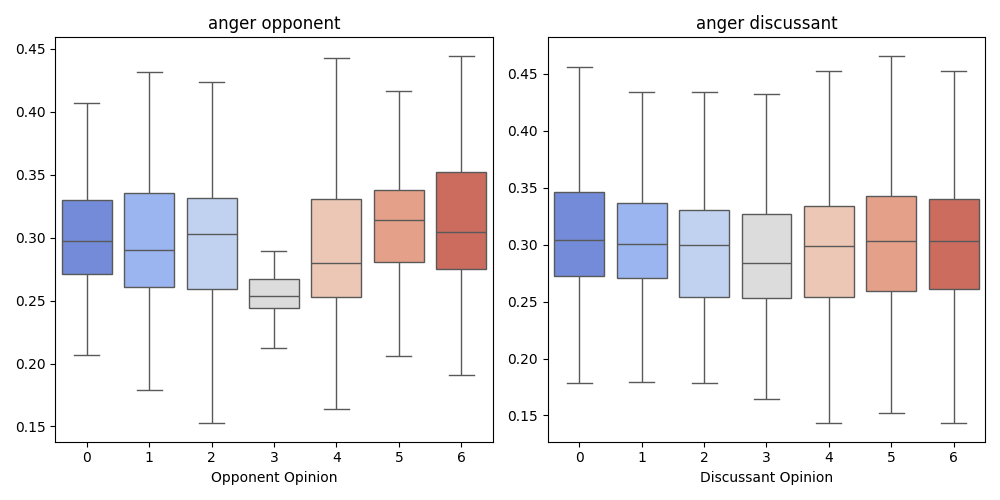 anger opponent
0.45
0.40
0.35
0.30
0.25
0.20
0.15
0 1 2 3 4 5 6
Opponent Opinion
anger discussant
0.45
0.40
0.35
0.30
0.25
0.20
0.15
0 1 2 3 4 5 6
Discussant Opinion